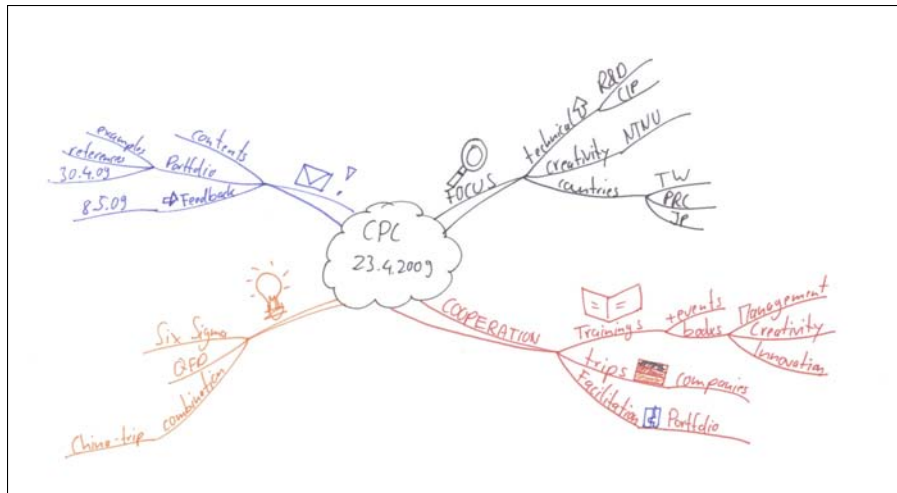 CPC
23.4.2009
FOCUS
technical
R&D
CIP
creativity
NTNU
countries
TW
PRC
JP
COOPERATION
Trainings
+events
books
Management
Creativity
Innovation
trips
companies
Facilitation
Portfolio
Six Sigma
QFD
combination
China-trip
contents
Portfolio
examples
references
30.4.09
Feedback
8.5.09